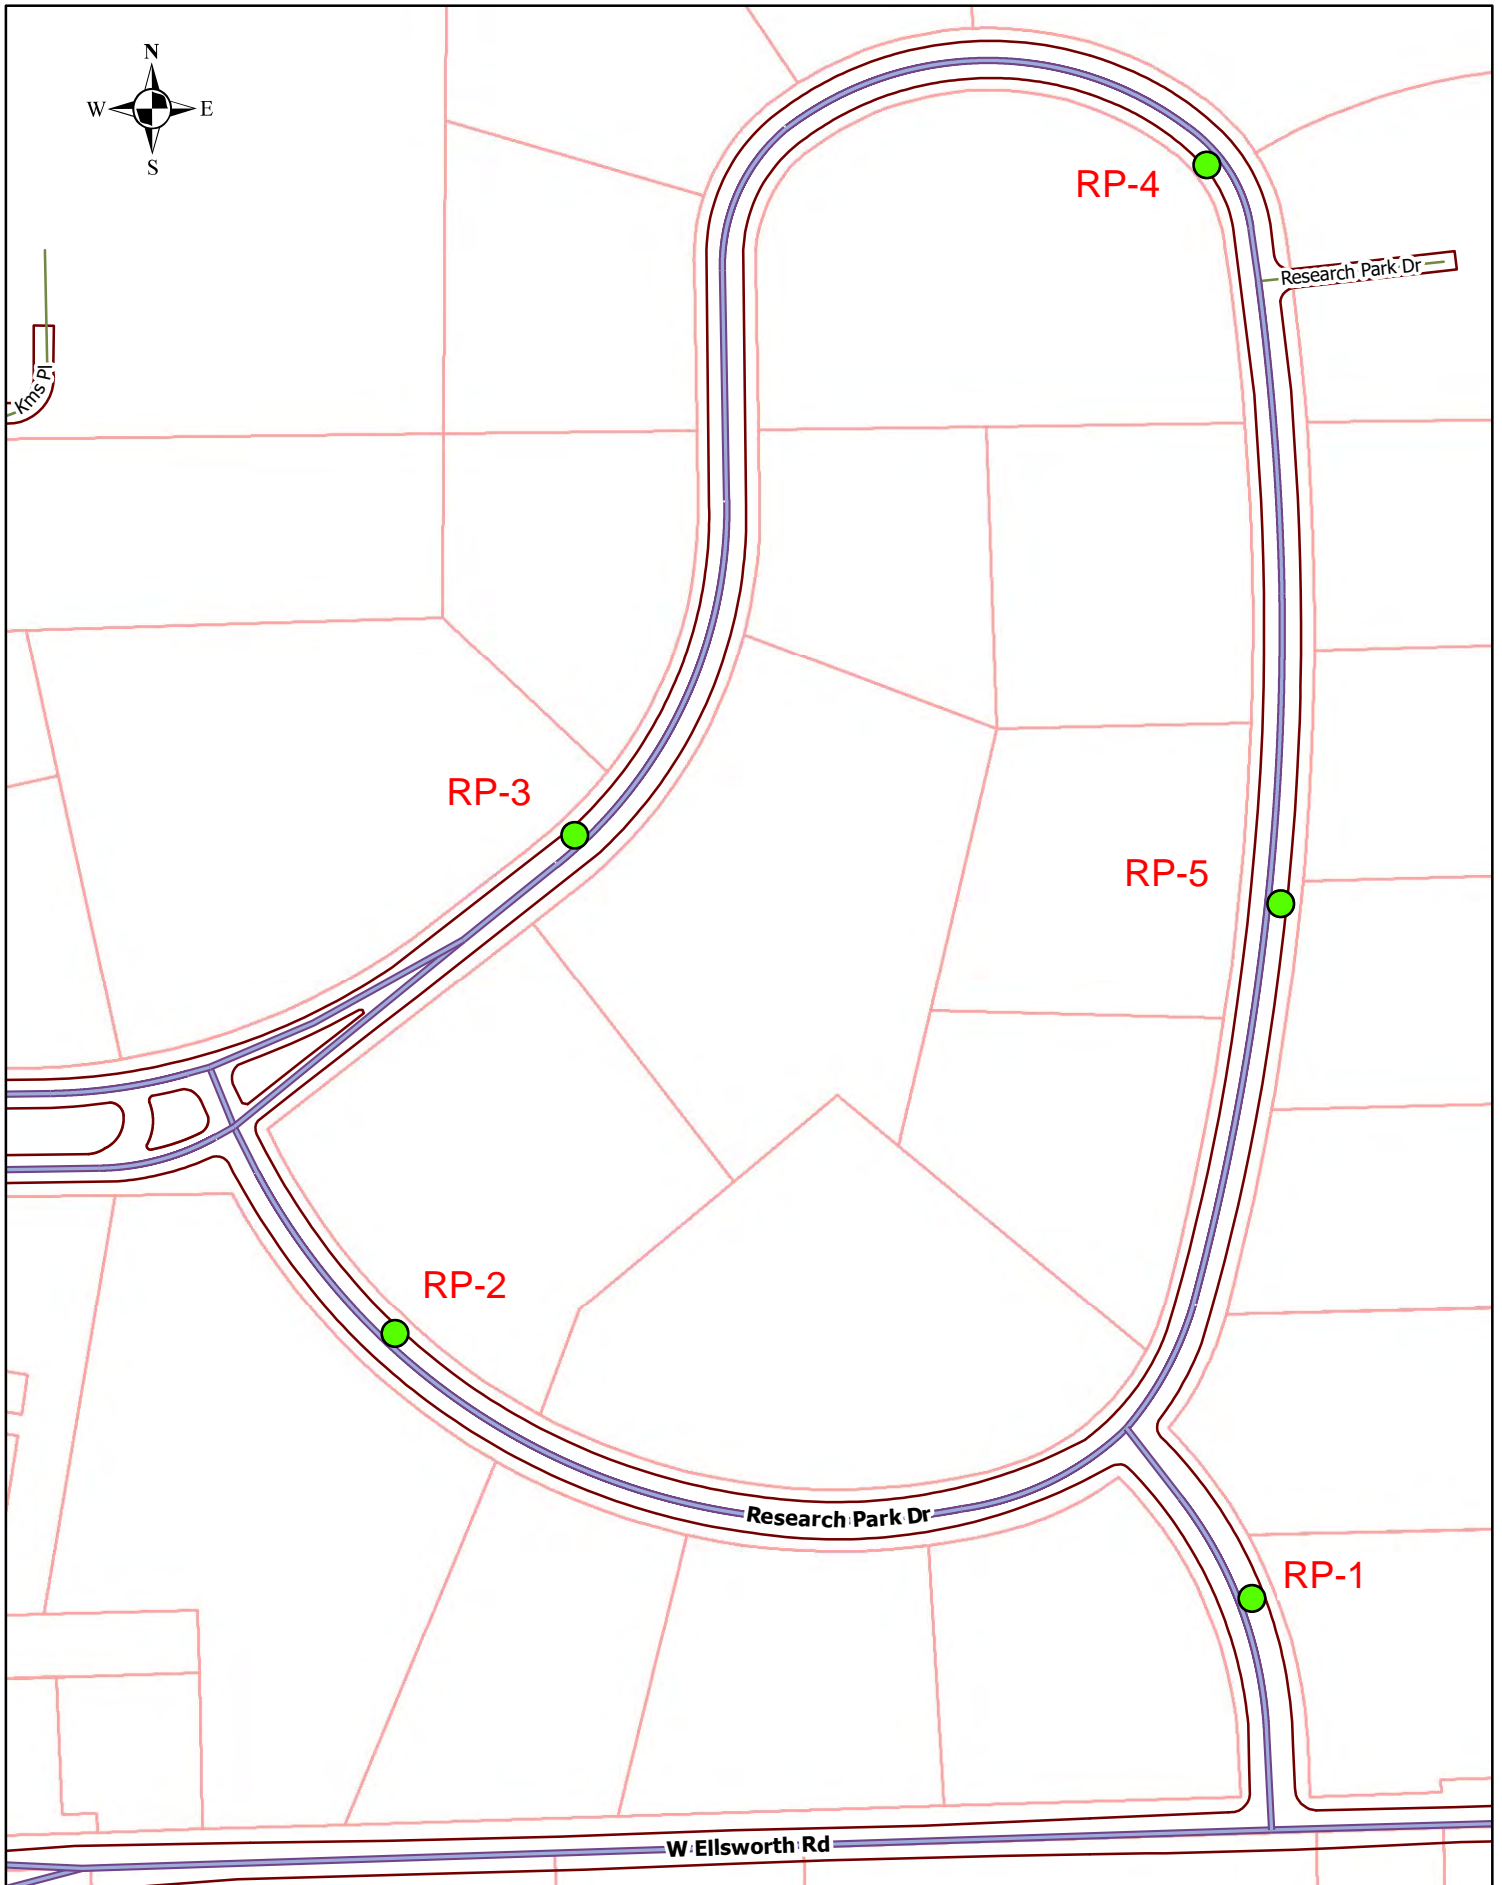 N
W E
S
RP-4
Research Park Dr
Kms Pl
RP-3
RP-5
RP-2
Research Park Dr
RP-1
W Ellsworth Rd